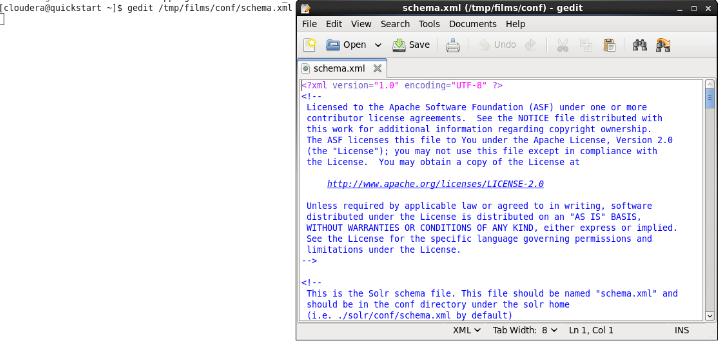 [cloudera@quickstart ~]$ gedit /tmp/films/conf/schema.xml
schema.xml (/tmp/films/conf) - gedit
File Edit View Search Tools Documents Help
Open Save Undo
schema.xml
<?xml version="1.0" encoding="UTF-8" ?>
<!--
Licensed to the Apache Software Foundation (ASF) under one or more
contributor license agreements.  See the NOTICE file distributed with
this work for additional information regarding copyright ownership.
The ASF licenses this file to You under the Apache License, Version 2.0
(the "License"); you may not use this file except in compliance with
the License.  You may obtain a copy of the License at
http://www.apache.org/licenses/LICENSE-2.0
Unless required by applicable law or agreed to in writing, software
distributed under the License is distributed on an "AS IS" BASIS,
WITHOUT WARRANTIES OR CONDITIONS OF ANY KIND, either express or implied.
See the License for the specific language governing permissions and
limitations under the License.
-->
<!--
This is the Solr schema file. This file should be named "schema.xml" and
should be in the conf directory under the solr home
(i.e. ./solr/conf/schema.xml by default)
XML Tab Width: 8 Ln 1, Col 1 INS